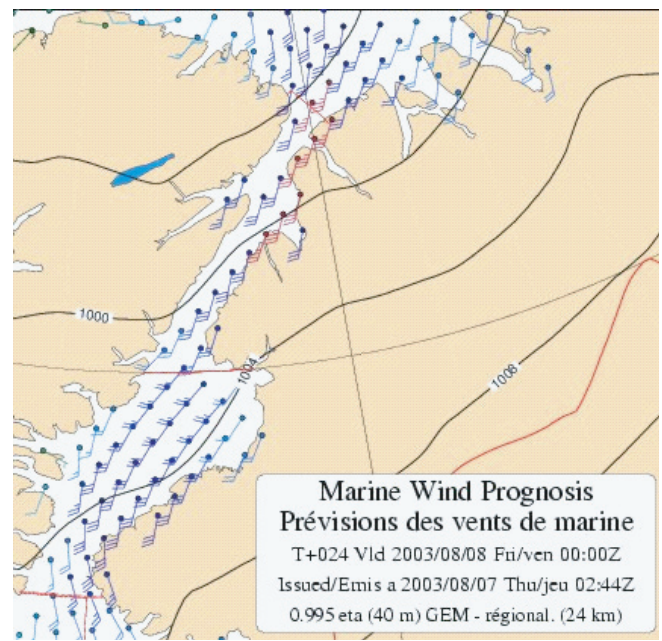 1000
1004
1008
Marine Wind Prognosis
Prévisions des vents de marine
T+024 Vld 2003/08/08 Fri/ven 00:00Z
Issued/Emis a 2003/08/07 Thu/jeu 02:44Z
0.995 eta (40 m) GEM - régional. (24 km)